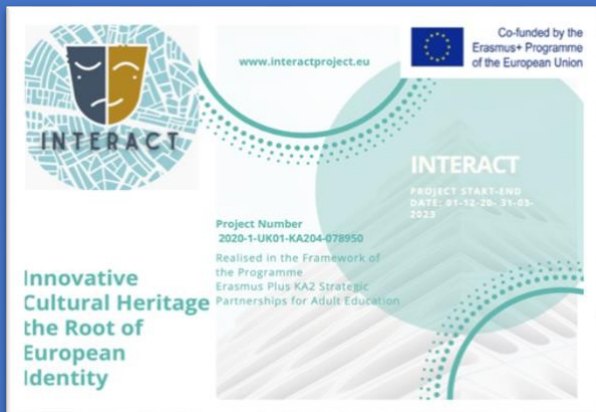 INTERACT
www.interactproject.eu
Co-funded by the
Erasmus+ Programme
of the European Union
INTERACT
PROJECT START-END
DATE: 01-12-20- 31-03-
2023
Project Number
2020-1-UK01-KA204-078950
Realised in the Framework of
the Programme
Erasmus Plus KA2 Strategic
Partnerships for Adult Education
Innovative
Cultural Heritage
the Root of
European
Identity